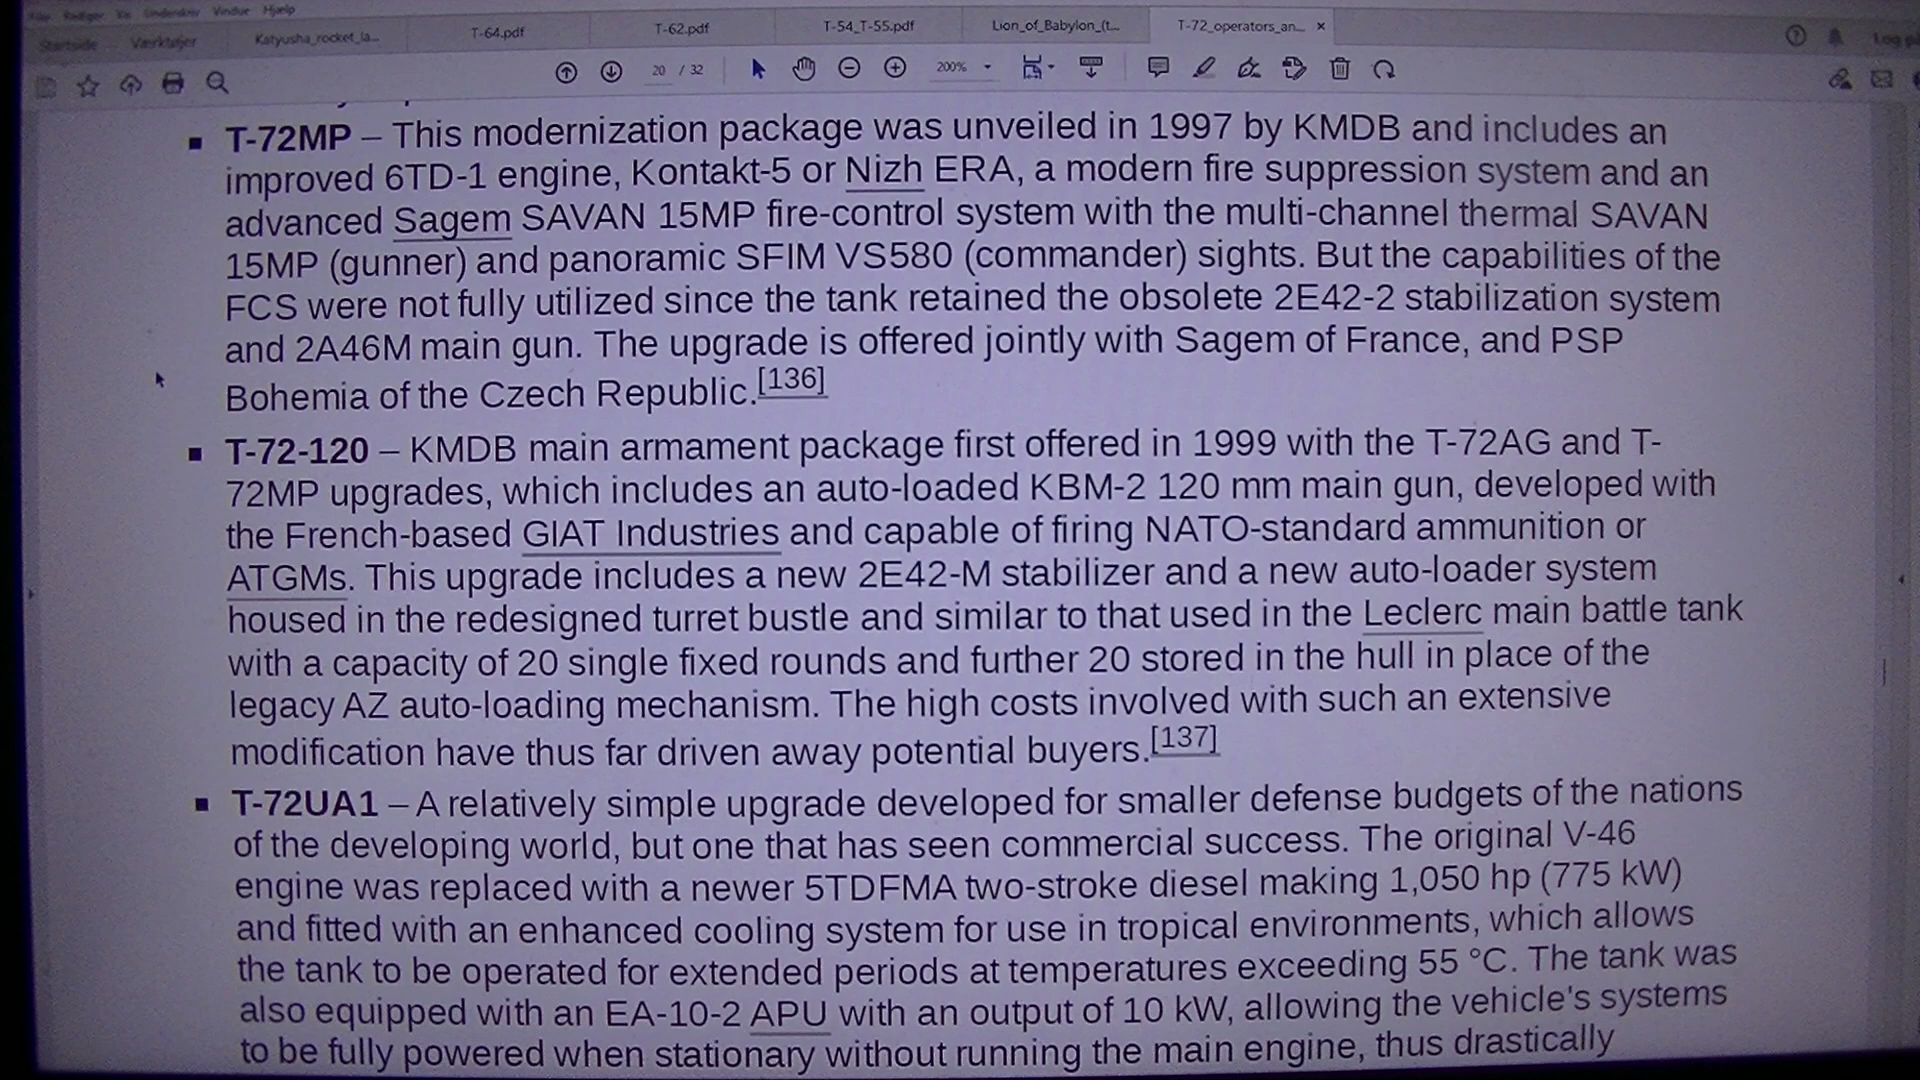 Rediger Vis Underskriv Vindue Hjælp
Startside Værktøjer Katyusha_rocket_la... T-64.pdf T-62.pdf T-54_T-55.pdf Lion_of_Babylon_(t... T-72_operators_an... ×
Log på
20 / 32 200%
T-72MP – This modernization package was unveiled in 1997 by KMDB and includes an
improved 6TD-1 engine, Kontakt-5 or Nizh ERA, a modern fire suppression system and an
advanced Sagem SAVAN 15MP fire-control system with the multi-channel thermal SAVAN
15MP (gunner) and panoramic SFIM VS580 (commander) sights. But the capabilities of the
FCS were not fully utilized since the tank retained the obsolete 2E42-2 stabilization system
and 2A46M main gun. The upgrade is offered jointly with Sagem of France, and PSP
Bohemia of the Czech Republic.[136]
T-72-120 – KMDB main armament package first offered in 1999 with the T-72AG and T-
72MP upgrades, which includes an auto-loaded KBM-2 120 mm main gun, developed with
the French-based GIAT Industries and capable of firing NATO-standard ammunition or
ATGMs. This upgrade includes a new 2E42-M stabilizer and a new auto-loader system
housed in the redesigned turret bustle and similar to that used in the Leclerc main battle tank
with a capacity of 20 single fixed rounds and further 20 stored in the hull in place of the
legacy AZ auto-loading mechanism. The high costs involved with such an extensive
modification have thus far driven away potential buyers.[137]
T-72UA1 – A relatively simple upgrade developed for smaller defense budgets of the nations
of the developing world, but one that has seen commercial success. The original V-46
engine was replaced with a newer 5TDFMA two-stroke diesel making 1,050 hp (775 kW)
and fitted with an enhanced cooling system for use in tropical environments, which allows
the tank to be operated for extended periods at temperatures exceeding 55 °C. The tank was
also equipped with an EA-10-2 APU with an output of 10 kW, allowing the vehicle's systems
to be fully powered when stationary without running the main engine, thus drastically